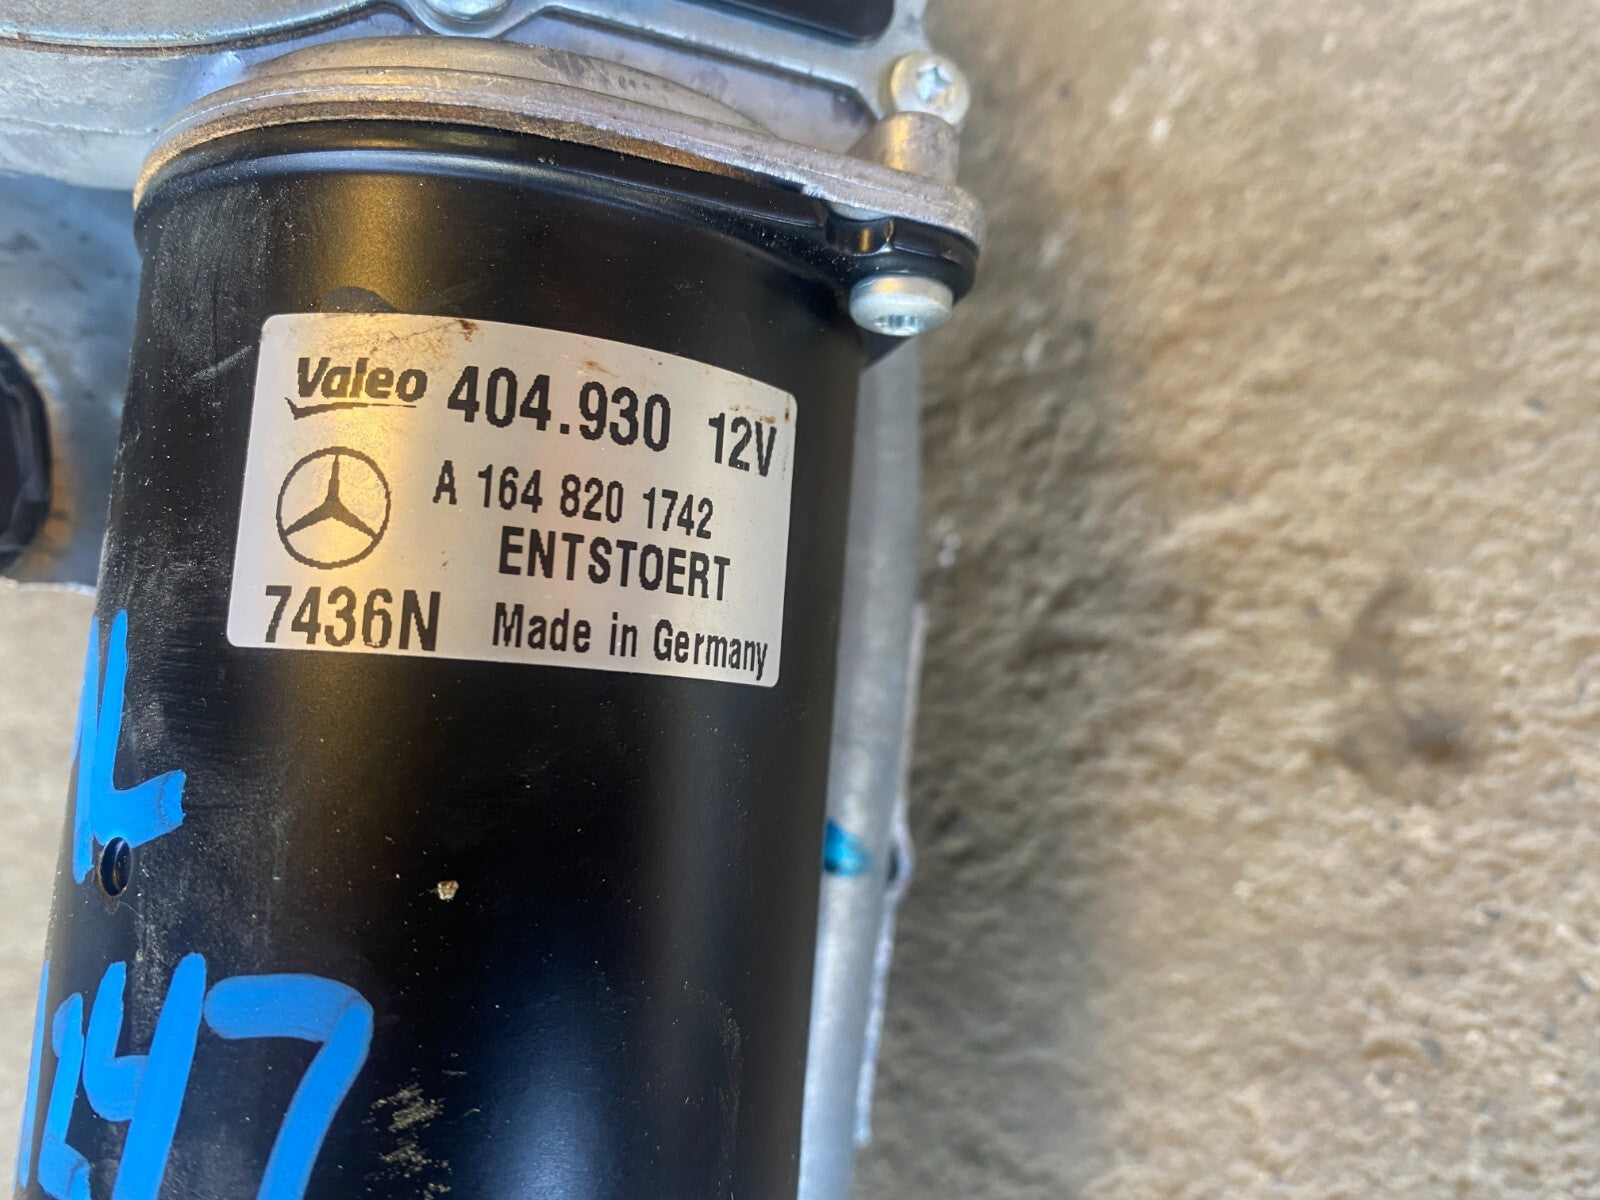 Valeo 404.930 12V
A 164 820 1742
ENTSTOERT
7436N Made in Germany